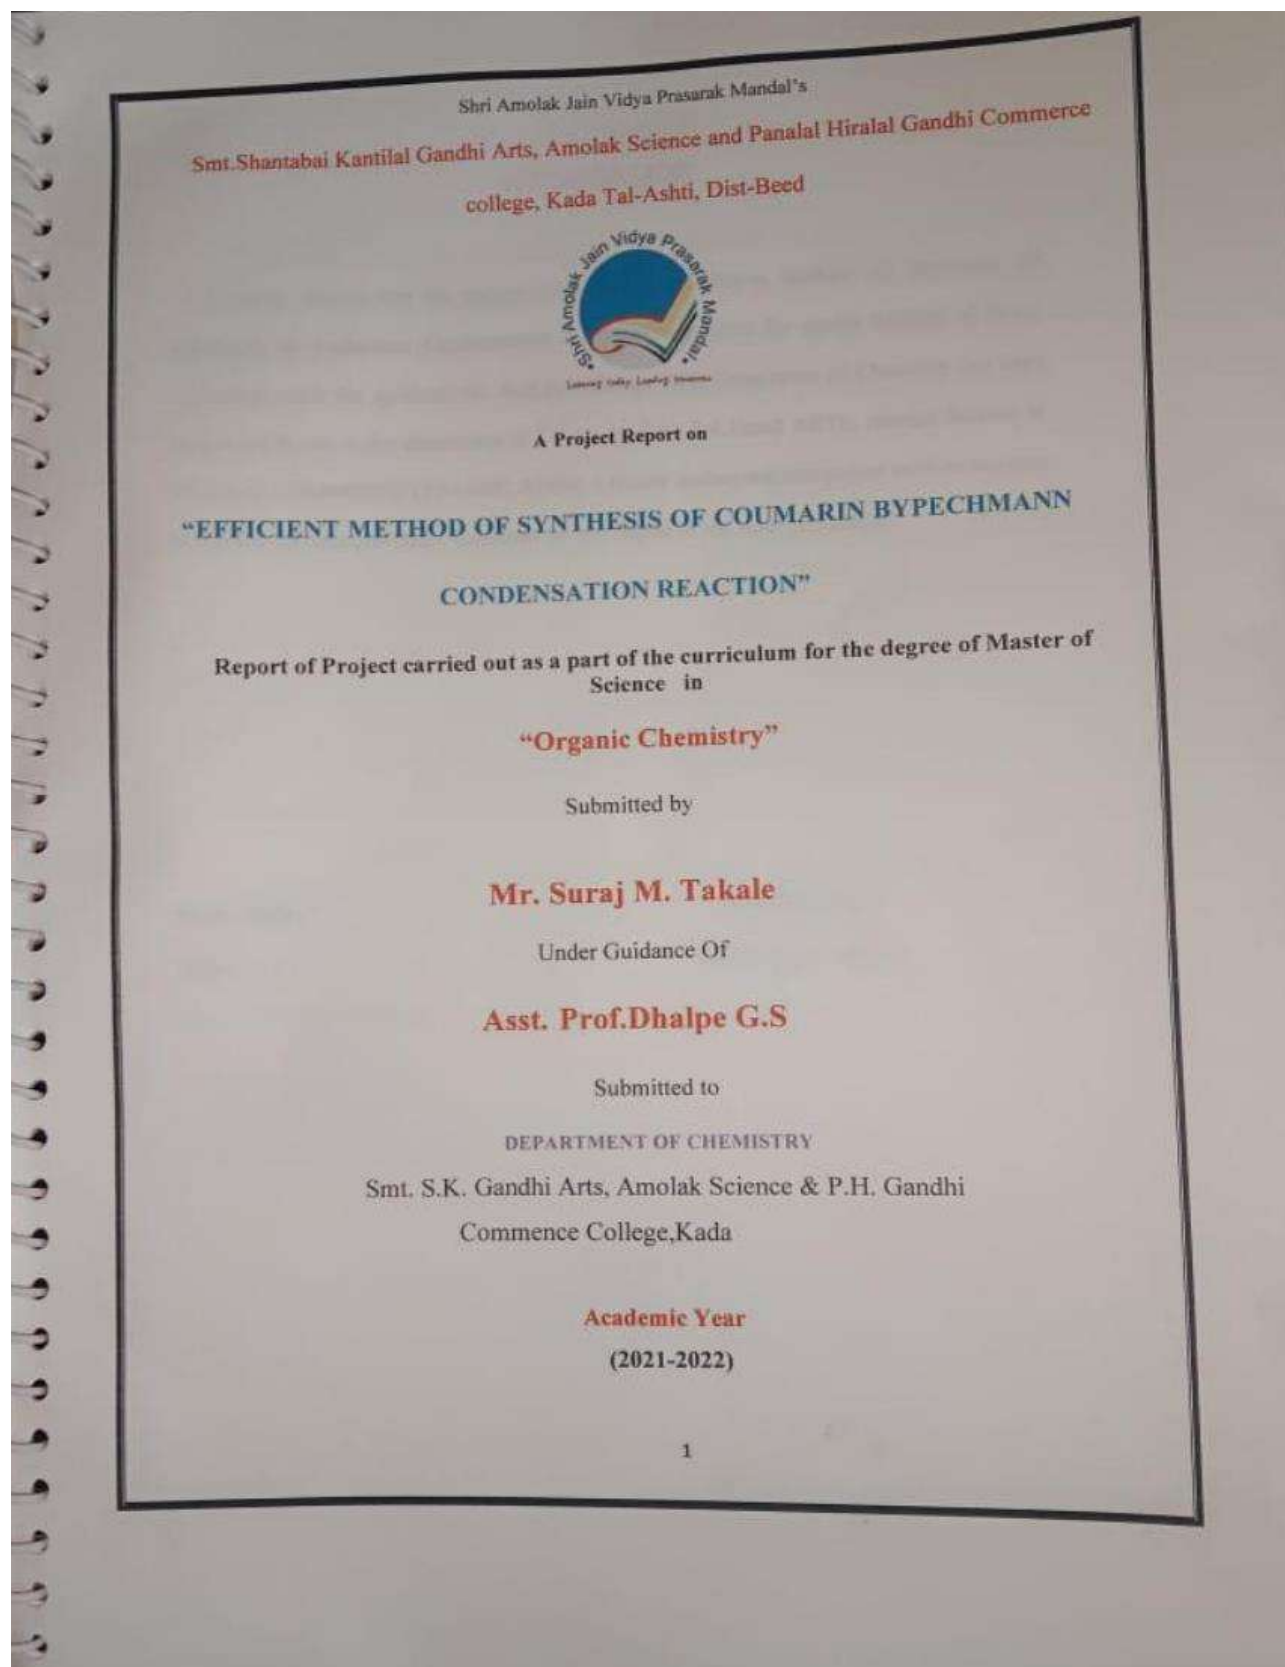 Shri Amolak Jain Vidya Prasarak Mandal's
Smt.Shantabai Kantilal Gandhi Arts, Amolak Science and Panalal Hiralal Gandhi Commerce
college, Kada Tal-Ashti, Dist-Beed
Shri Amolak Jain Vidya Prasarak Mandal
A Project Report on
“EFFICIENT METHOD OF SYNTHESIS OF COUMARIN BYPECHMANN
CONDENSATION REACTION”
Report of Project carried out as a part of the curriculum for the degree of Master of
Science in
“Organic Chemistry”
Submitted by
Mr. Suraj M. Takale
Under Guidance Of
Asst. Prof.Dhalpe G.S
Submitted to
DEPARTMENT OF CHEMISTRY
Smt. S.K. Gandhi Arts, Amolak Science & P.H. Gandhi
Commence College,Kada
Academic Year
(2021-2022)
1